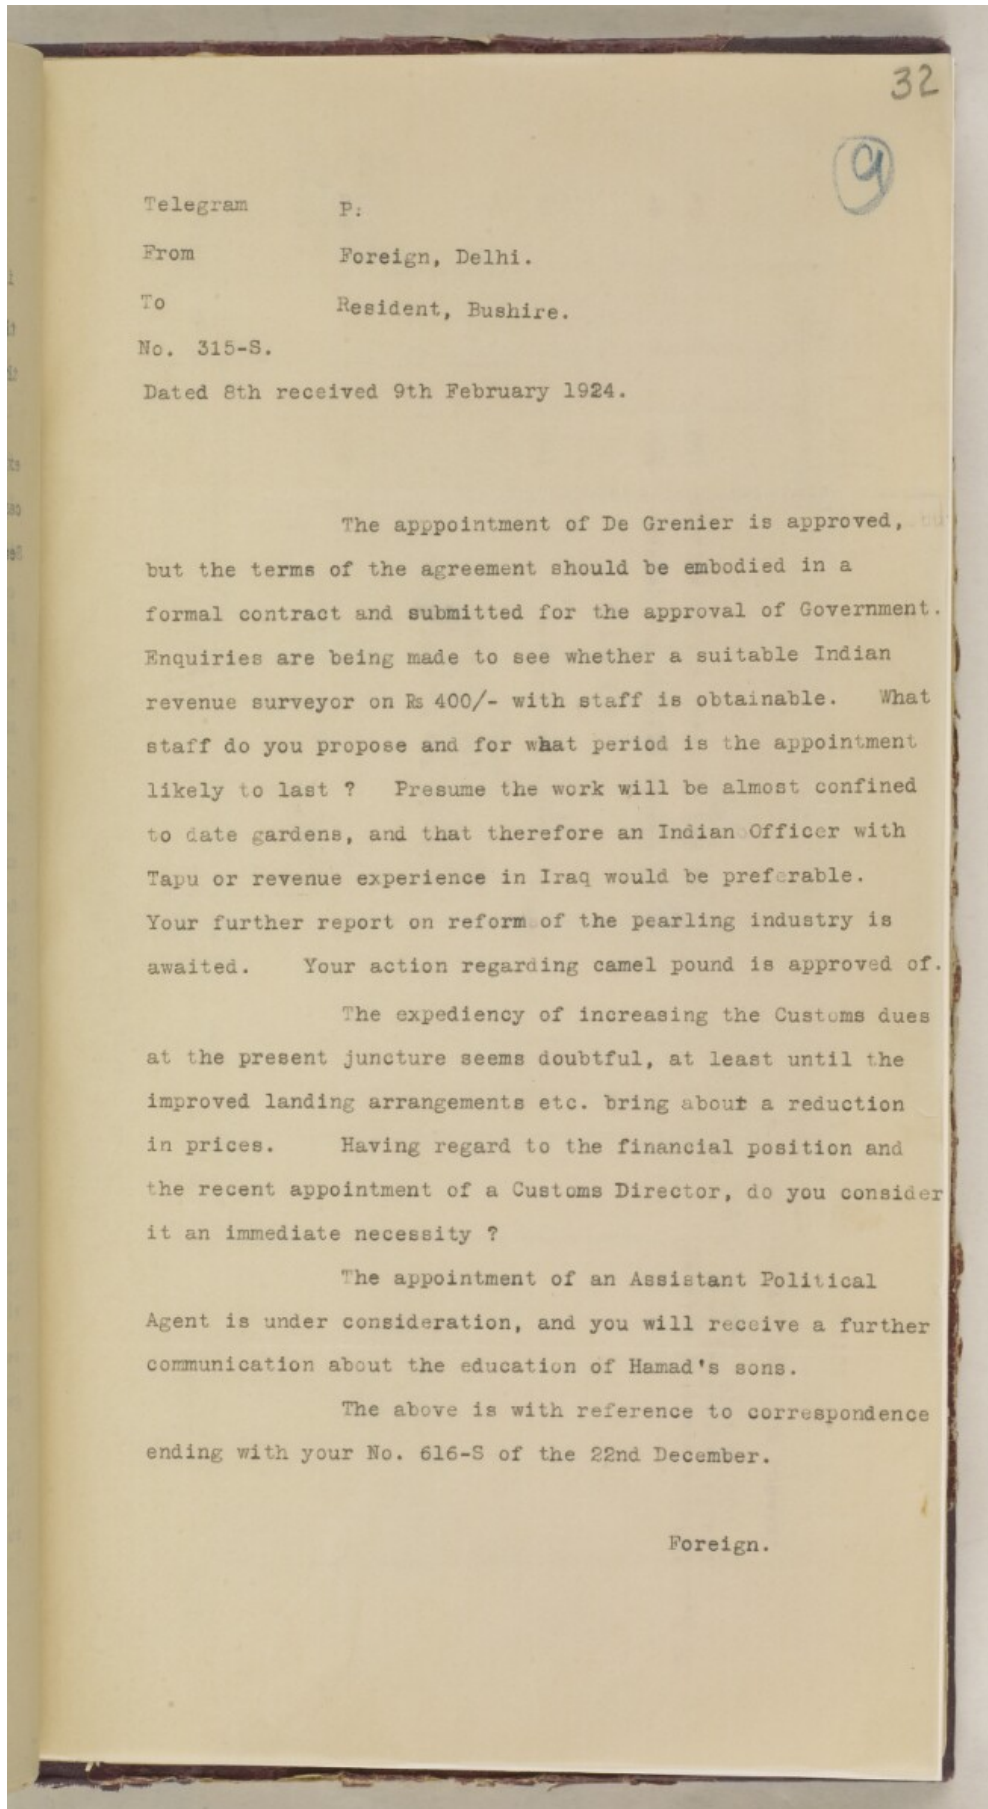 32
9
Telegram P.
From Foreign, Delhi.
To Resident, Bushire.
No. 315-S.
Dated 8th received 9th February 1924.
The apppointment of De Grenier is approved,
but the terms of the agreement should be embodied in a
formal contract and submitted for the approval of Government.
Enquiries are being made to see whether a suitable Indian
revenue surveyor on Rs 400/- with staff is obtainable. What
staff do you propose and for what period is the appointment
likely to last ? Presume the work will be almost confined
to date gardens, and that therefore an Indian Officer with
Tapu or revenue experience in Iraq would be preferable.
Your further report on reform of the pearling industry is
awaited. Your action regarding camel pound is approved of.
The expediency of increasing the Customs dues
at the present juncture seems doubtful, at least until the
improved landing arrangements etc. bring about a reduction
in prices. Having regard to the financial position and
the recent appointment of a Customs Director, do you consider
it an immediate necessity ?
The appointment of an Assistant Political
Agent is under consideration, and you will receive a further
communication about the education of Hamad's sons.
The above is with reference to correspondence
ending with your No. 616-S of the 22nd December.
Foreign.